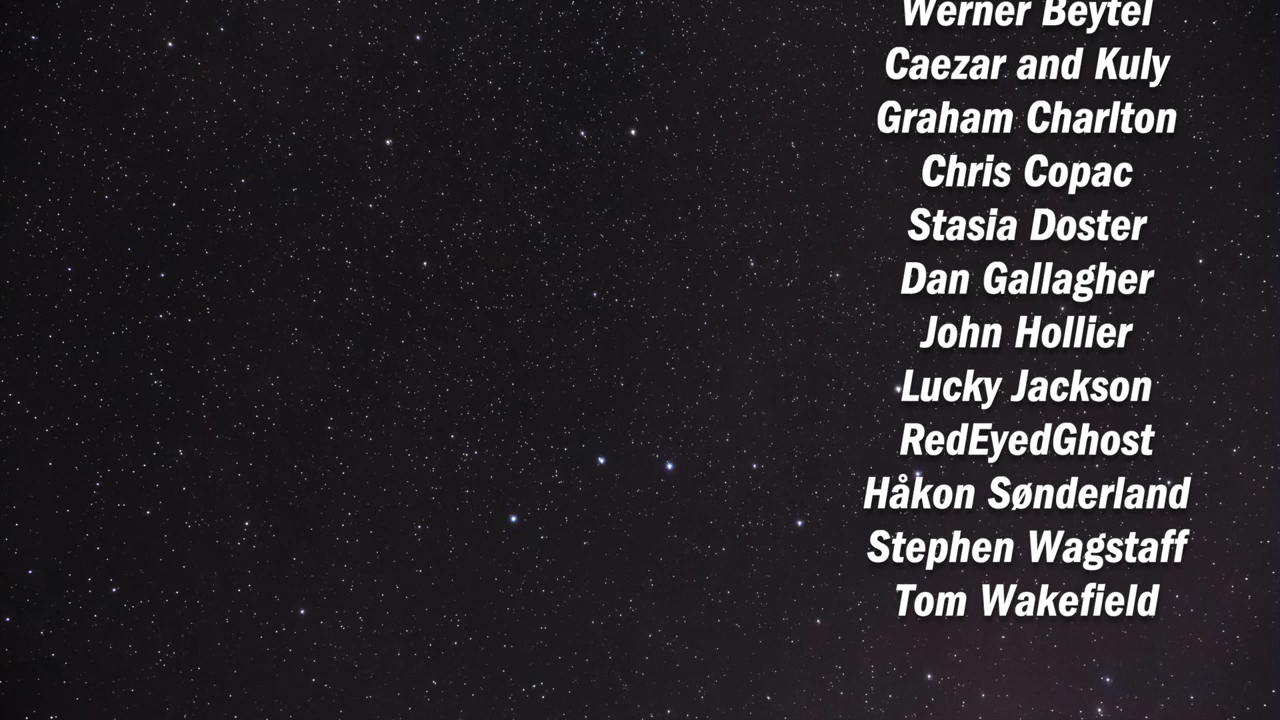 Werner Beytel
Caezar and Kuly
Graham Charlton
Chris Copac
Stasia Doster
Dan Gallagher
John Hollier
Lucky Jackson
RedEyedGhost
Håkon Sønderland
Stephen Wagstaff
Tom Wakefield